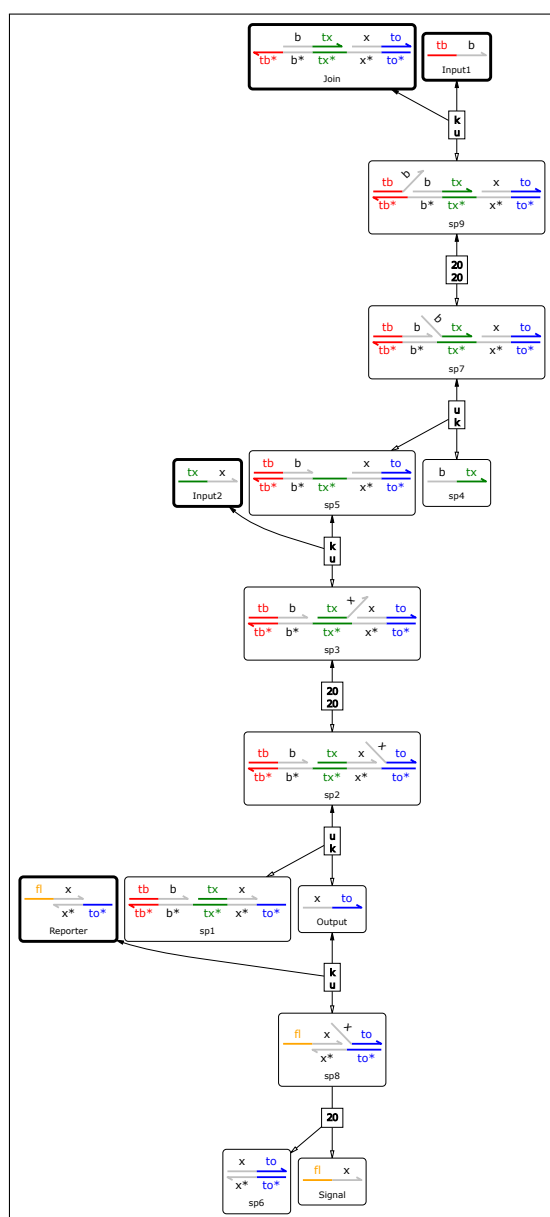 b tx x to
tb* b* tx* x* to*
Join
tb b
Input1
k
u
tb b b tx x to
tb* b* tx* x* to*
sp9
20
20
tb b b tx x to
tb* b* tx* x* to*
sp7
u
k
tx x
Input2
tb b x to
tb* b* tx* x* to*
sp5
b tx
sp4
k
u
tb b tx x x to
tb* b* tx* x* to*
sp3
20
20
tb b tx x x to
tb* b* tx* x* to*
sp2
u
k
fl x
x* to*
Reporter
tb b tx x
tb* b* tx* x* to*
sp1
x to
Output
k
u
fl x x to
x* to*
sp8
20
x to
x* to*
sp6
fl x
Signal